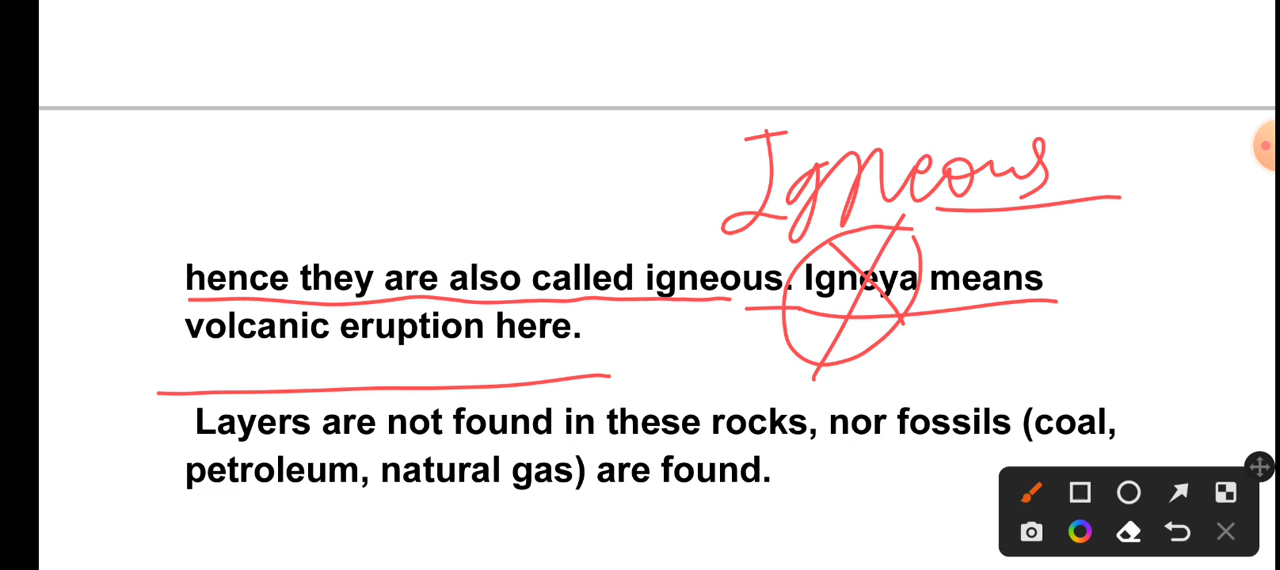 Igneous
hence they are also called igneous. Igneya means
volcanic eruption here.
Layers are not found in these rocks, nor fossils (coal,
petroleum, natural gas) are found.